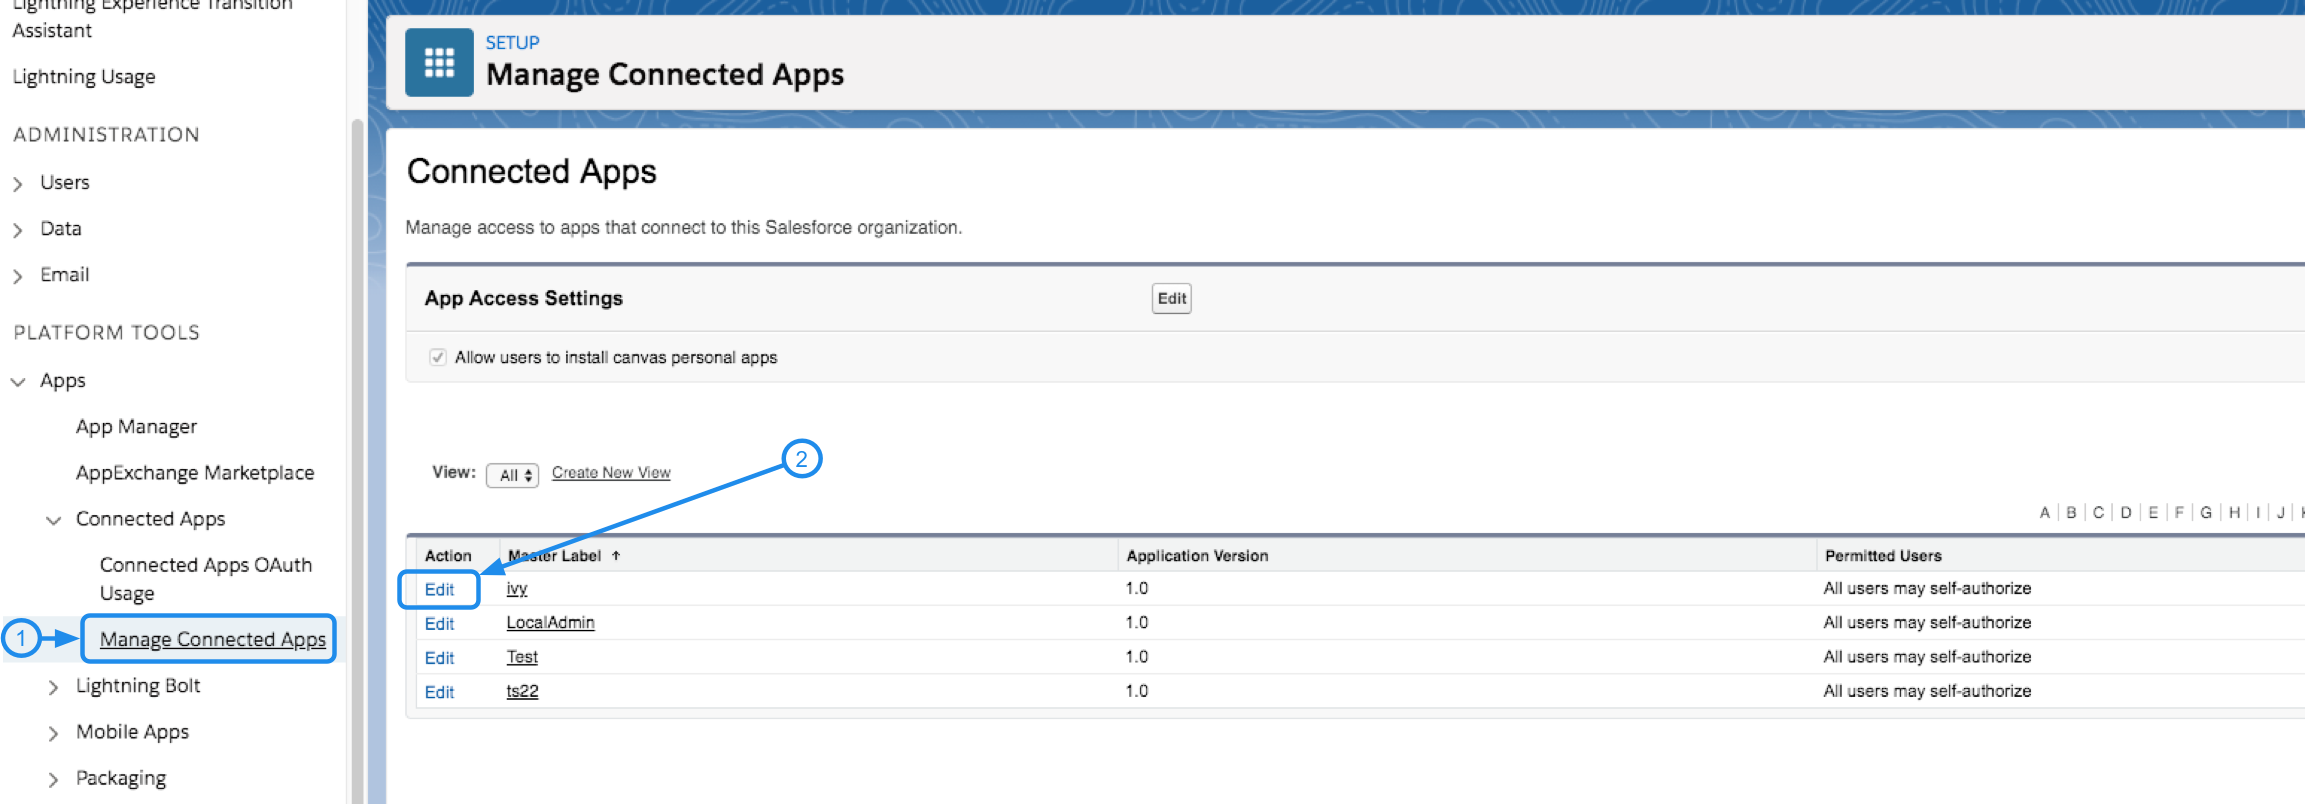 Lightning Experience Transition
Assistant
Lightning Usage
ADMINISTRATION
Users
Data
Email
PLATFORM TOOLS
Apps
App Manager
AppExchange Marketplace
Connected Apps
Connected Apps OAuth
Usage
1
Manage Connected Apps
Lightning Bolt
Mobile Apps
Packaging
SETUP
Manage Connected Apps
Connected Apps
Manage access to apps that connect to this Salesforce organization.
App Access Settings Edit
Allow users to install canvas personal apps
2
View: All Create New View
A | B | C | D | E | F | G | H | I | J |
Action Master Label ↑ Application Version Permitted Users
Edit ivy 1.0 All users may self-authorize
Edit LocalAdmin 1.0 All users may self-authorize
Edit Test 1.0 All users may self-authorize
Edit ts22 1.0 All users may self-authorize